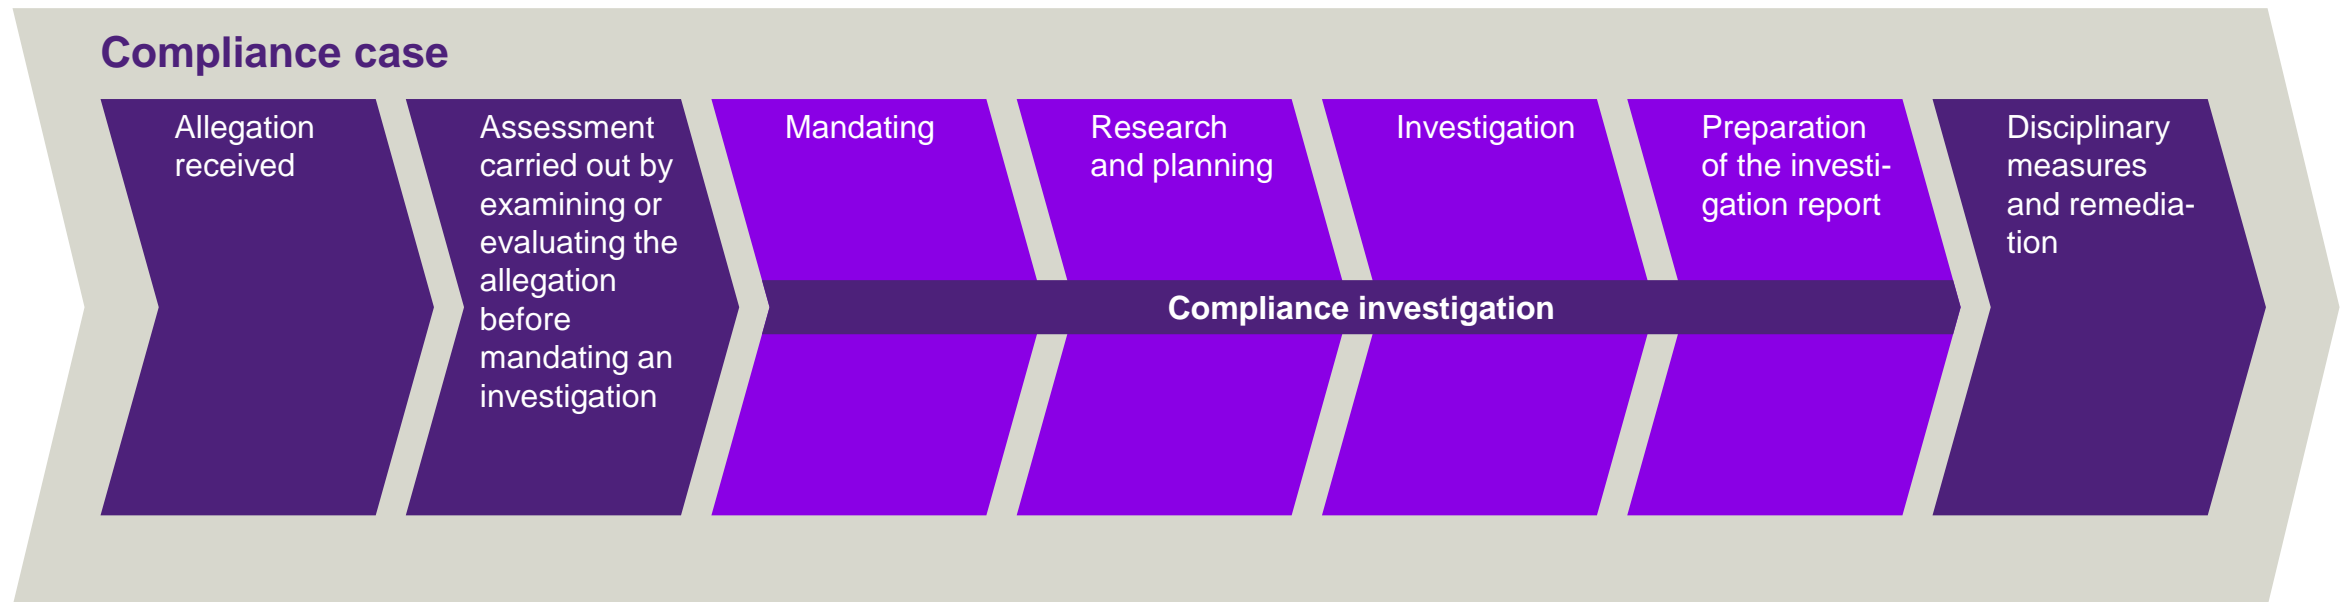 Compliance case
Allegation
received
Assessment
carried out by
examining or
evaluating the
allegation
before
mandating an
investigation
Mandating
Research
and planning
Investigation
Preparation
of the investi-
gation report
Disciplinary
measures
and remedia-
tion
Compliance investigation